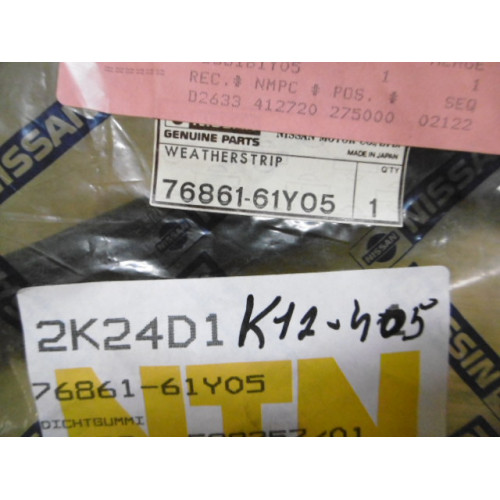 1
REC.# NMPC # POS. # SEQ
D2633 412720 275000 02122
GENUINE PARTS NISSAN MOTOR CO., LTD.
WEATHERSTRIP MADE IN JAPAN
QTY
76861-61Y05 1
NISSAN
NISSAN
NISSAN
2K24D1 K12-405
76861-61Y05
NTN
DICHTGUMMI